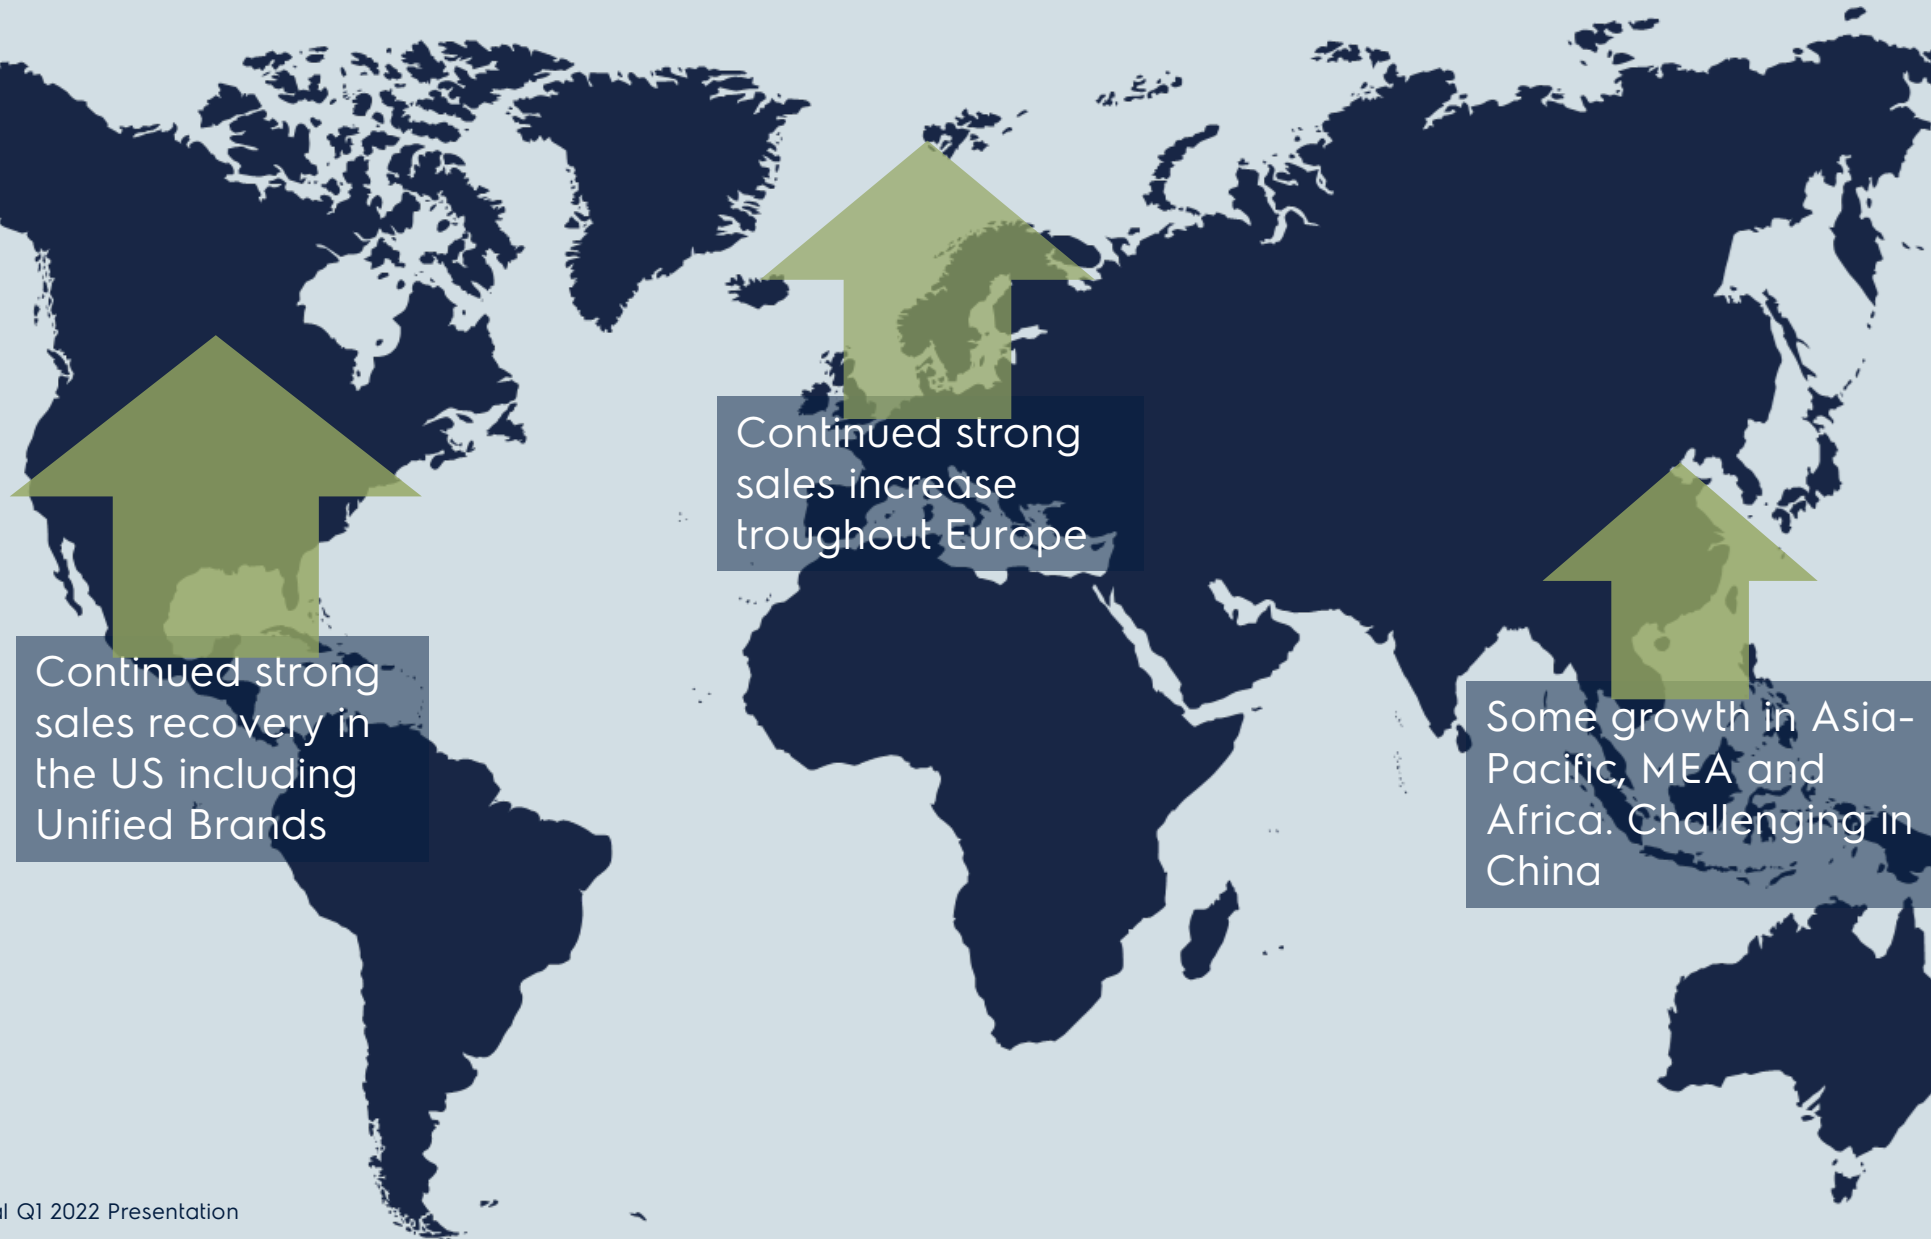 Continued strong
sales increase
troughout Europe
Continued strong
sales recovery in
the US including
Unified Brands
Some growth in Asia-
Pacific, MEA and
Africa. Challenging in
China
Q1 2022 Presentation